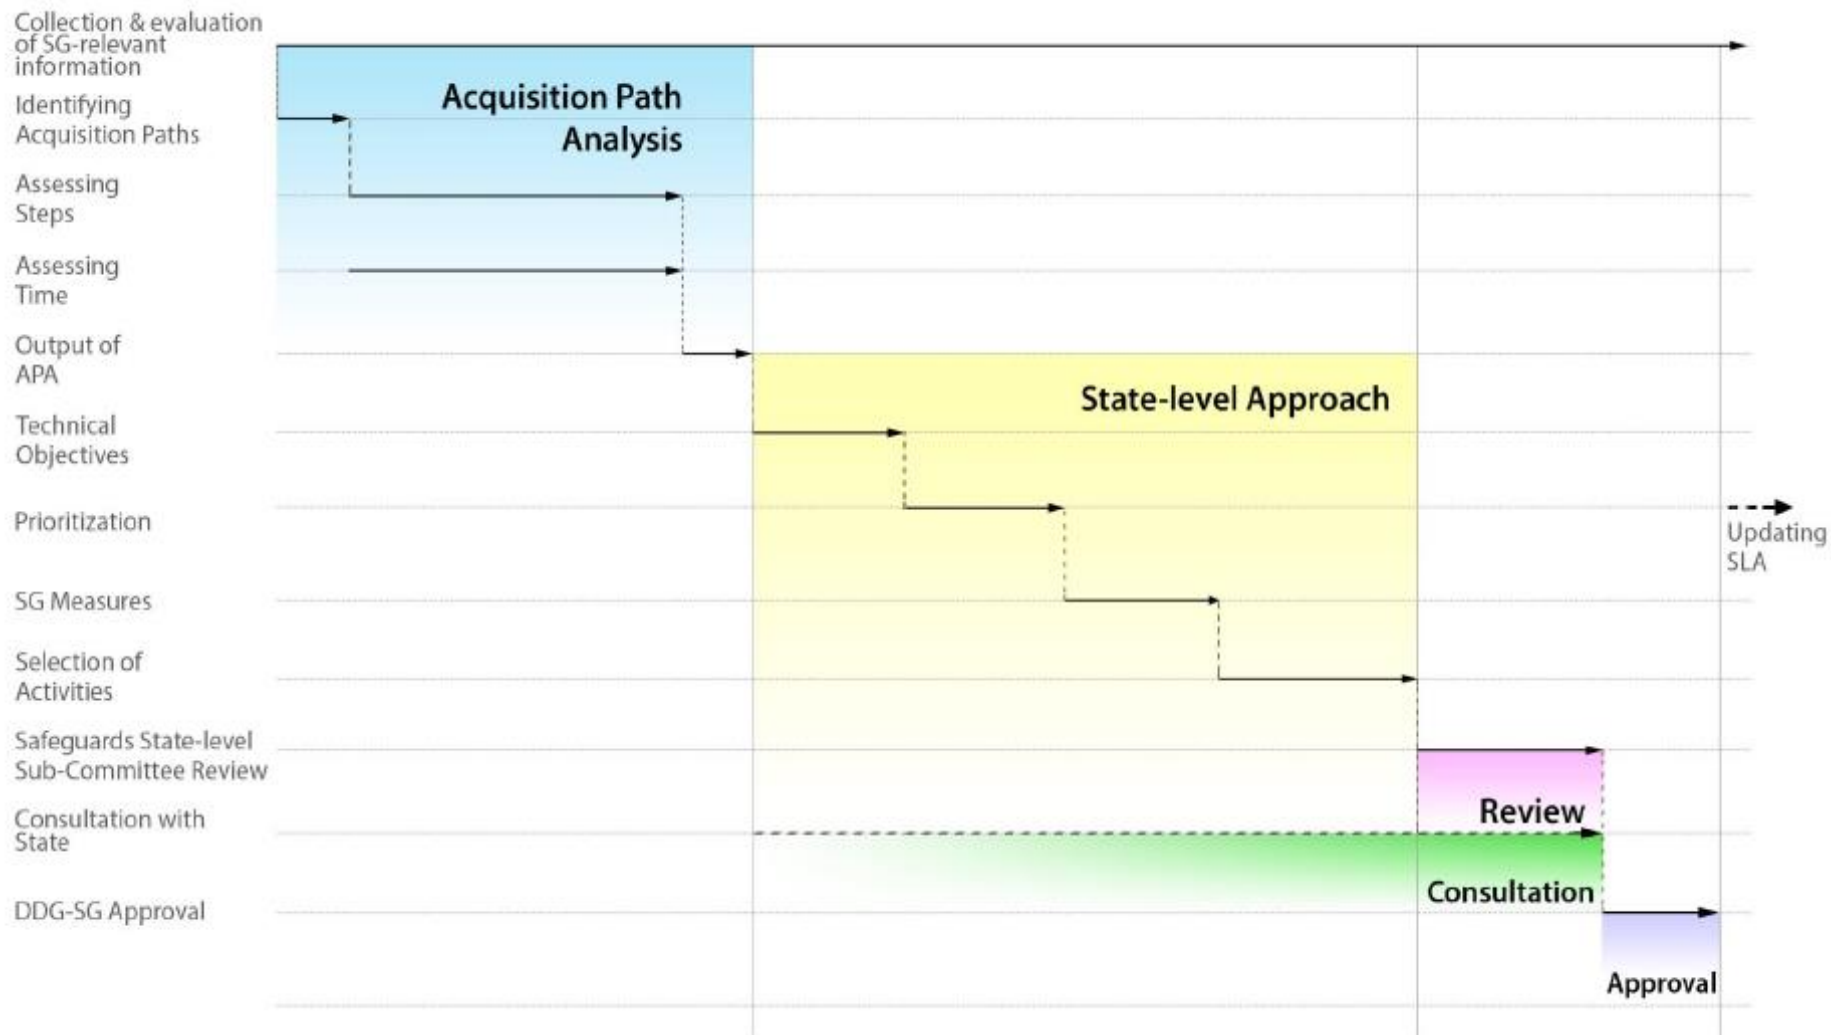 Collection & evaluation
of SG-relevant
information
Identifying
Acquisition Paths
Assessing
Steps
Assessing
Time
Output of
APA
Technical
Objectives
Prioritization
SG Measures
Selection of
Activities
Safeguards State-level
Sub-Committee Review
Consultation with
State
DDG-SG Approval
Acquisition Path
Analysis
State-level Approach
Updating
SLA
Review
Consultation
Approval